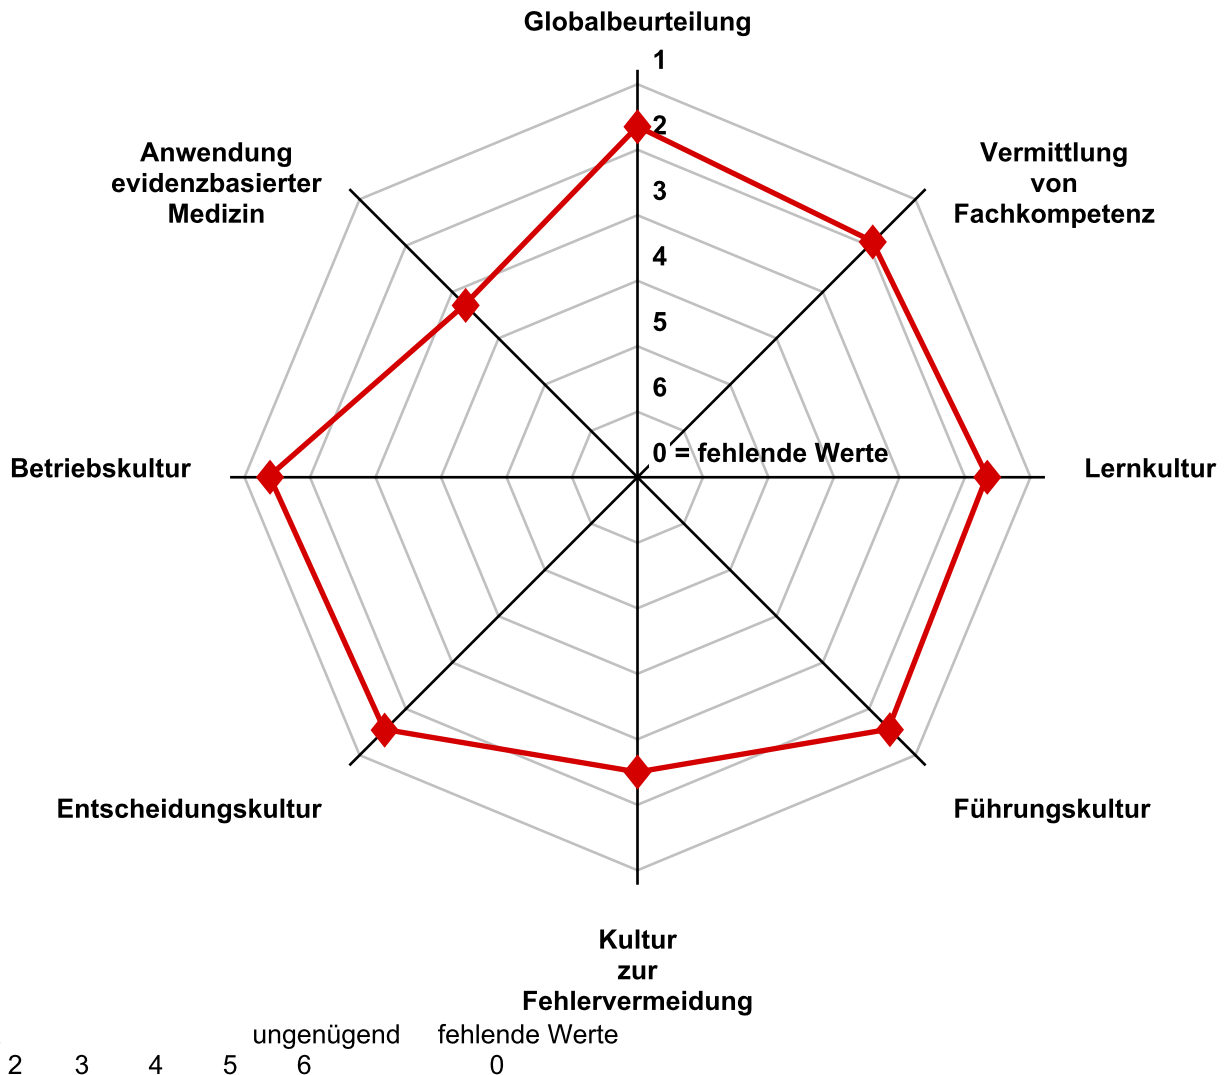 Globalbeurteilung
1
2
3
4
5
6
0 = fehlende Werte
Anwendung
evidenzbasierter
Medizin
Vermittlung
von
Fachkompetenz
Betriebskultur
Lernkultur
Entscheidungskultur
Führungskultur
Kultur
zur
Fehlervermeidung
ungenügend fehlende Werte
2 3 4 5 6 0